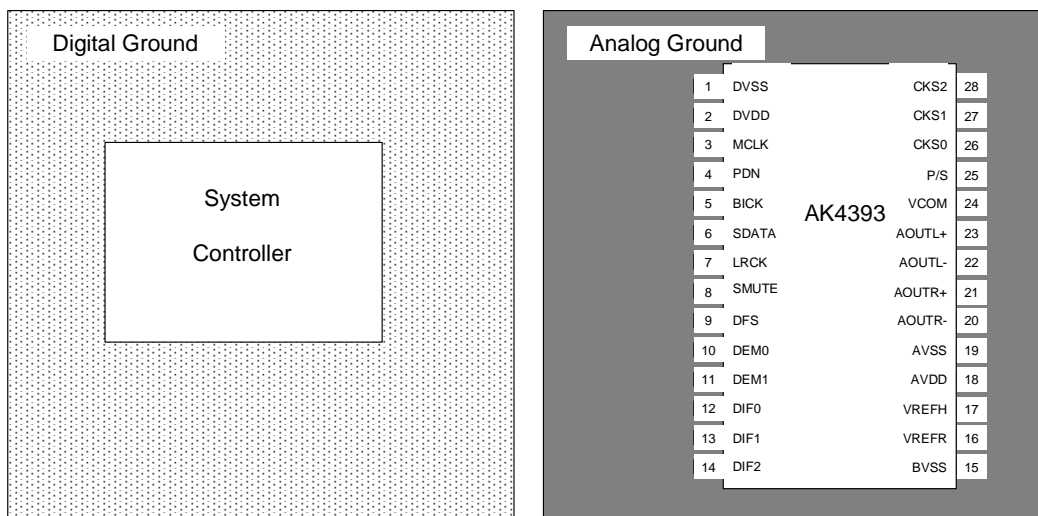 Digital Ground
System
Controller
Analog Ground
AK4393
1 DVSS CKS2 28
2 DVDD CKS1 27
3 MCLK CKS0 26
4 PDN P/S 25
5 BICK VCOM 24
6 SDATA AOUTL+ 23
7 LRCK AOUTL- 22
8 SMUTE AOUTR+ 21
9 DFS AOUTR- 20
10 DEM0 AVSS 19
11 DEM1 AVDD 18
12 DIF0 VREFH 17
13 DIF1 VREFR 16
14 DIF2 BVSS 15